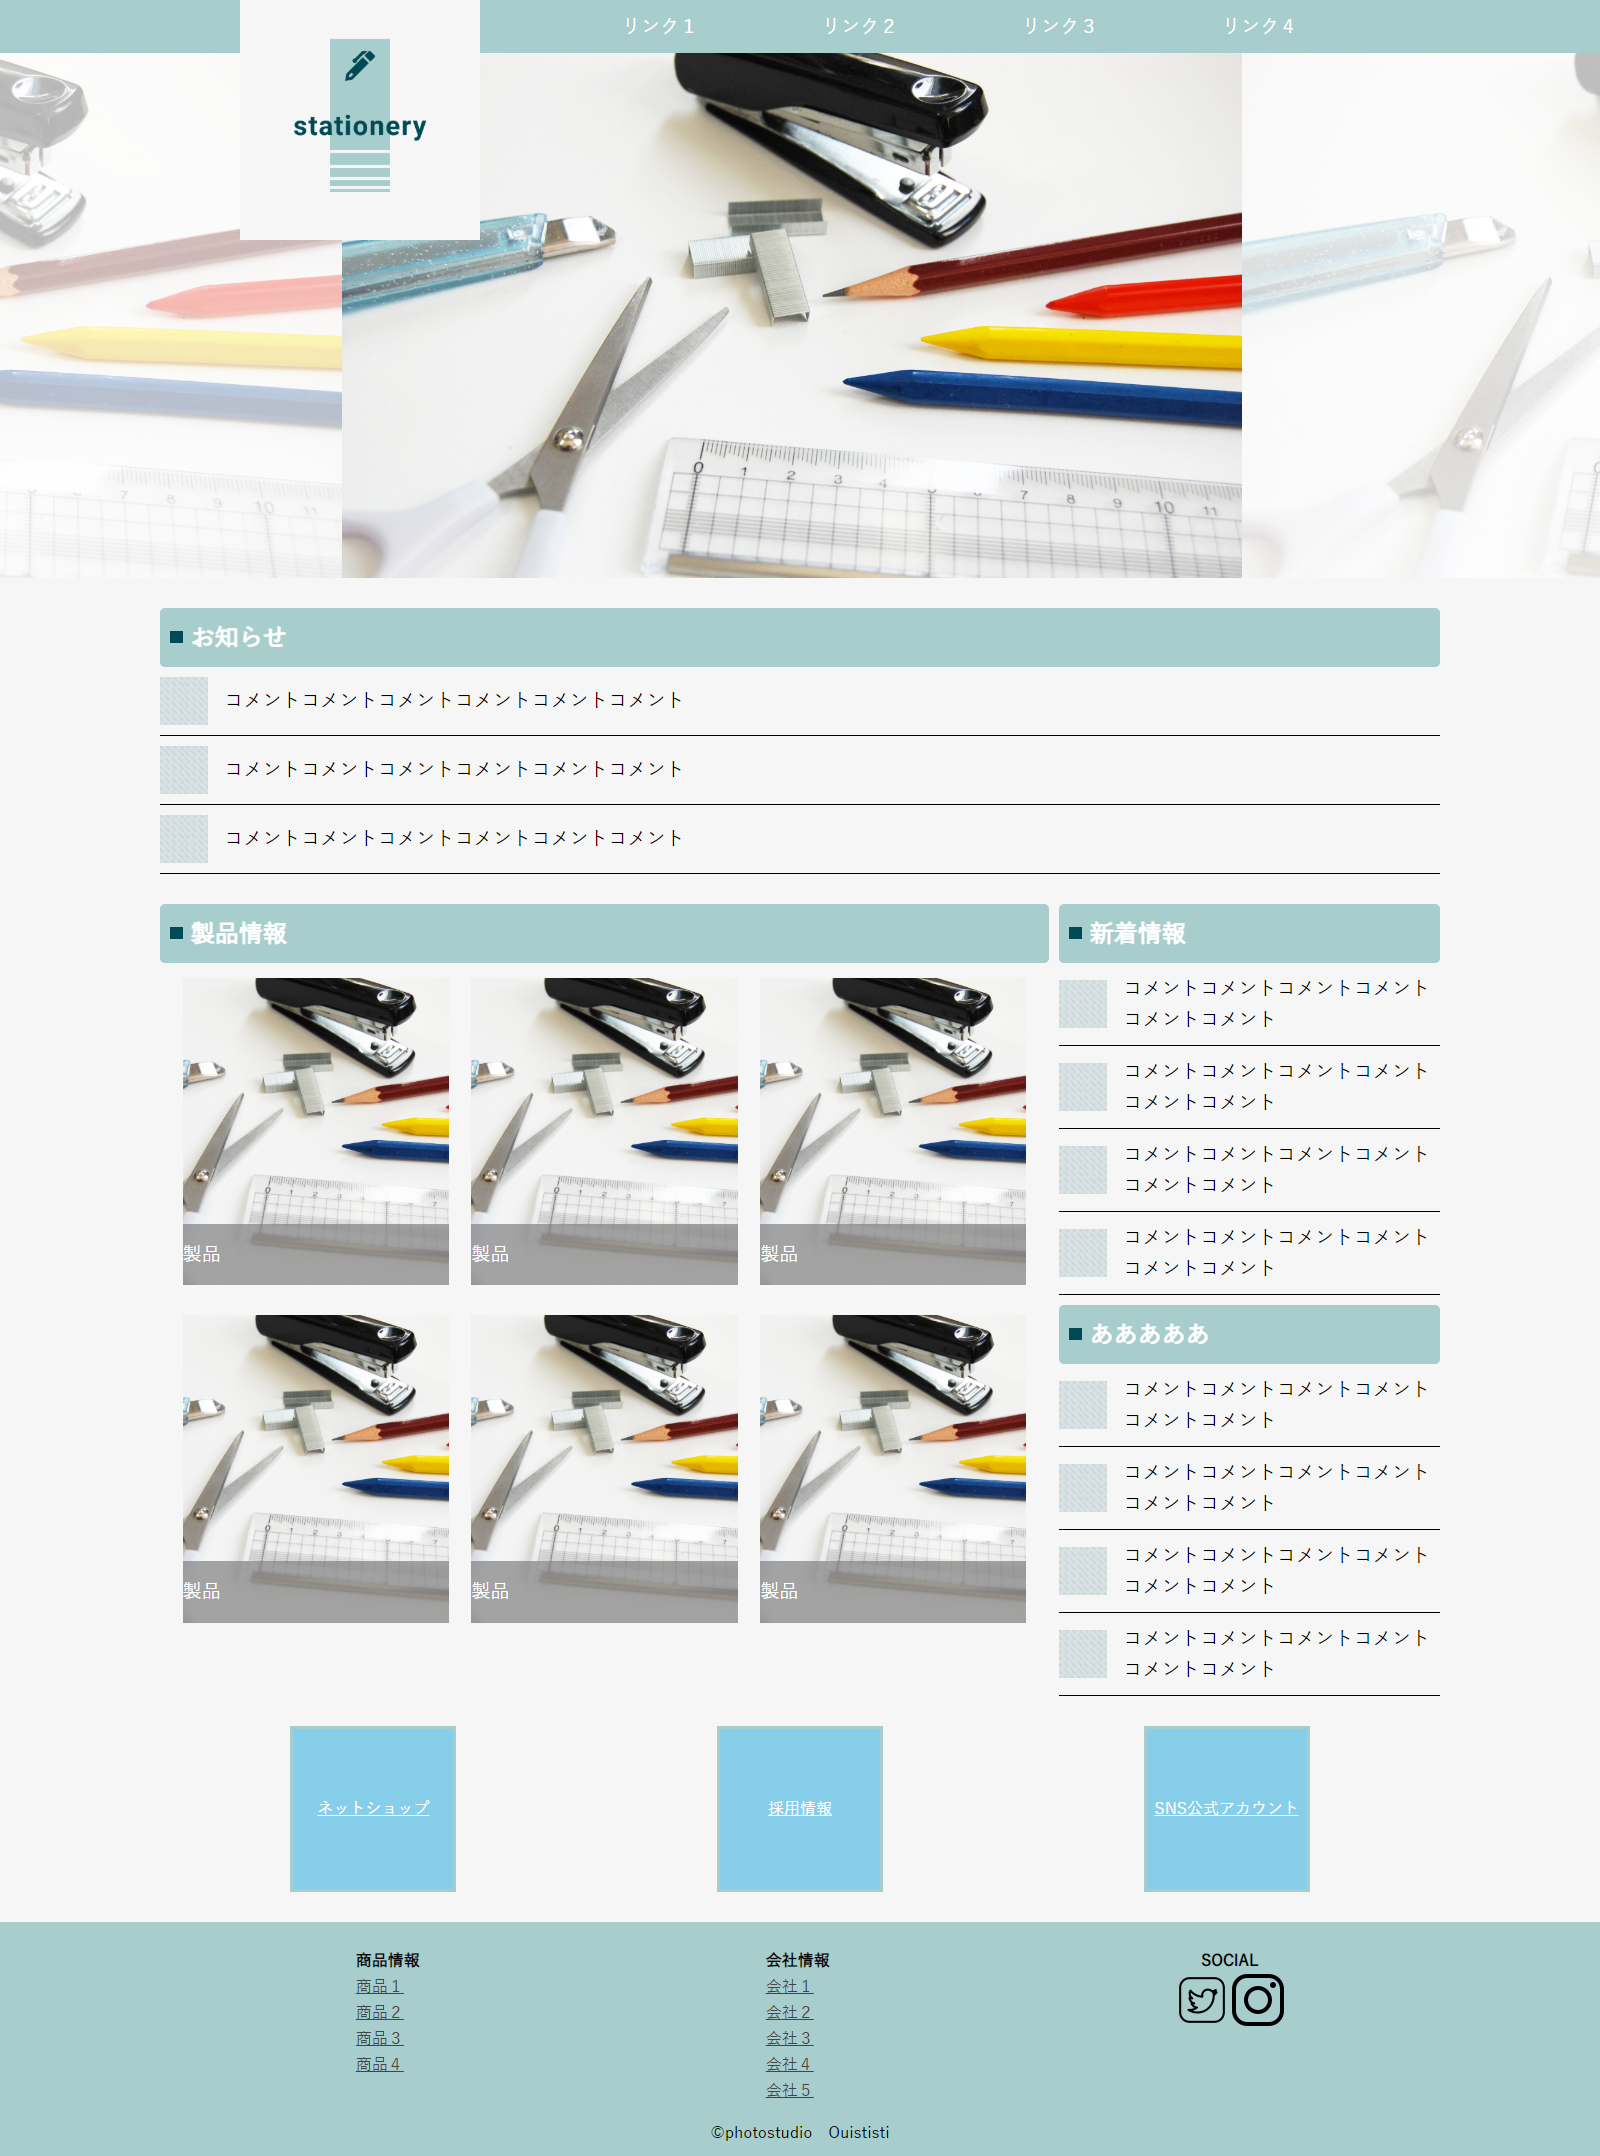 リンク１
リンク２
リンク３
リンク４
stationery
0 1 2 3 4 5 6 7 8 9 10 11
お知らせ
コメントコメントコメントコメントコメントコメント
コメントコメントコメントコメントコメントコメント
コメントコメントコメントコメントコメントコメント
製品情報
製品
製品
製品
製品
製品
製品
新着情報
コメントコメントコメントコメント
コメントコメント
コメントコメントコメントコメント
コメントコメント
コメントコメントコメントコメント
コメントコメント
コメントコメントコメントコメント
コメントコメント
あああああ
コメントコメントコメントコメント
コメントコメント
コメントコメントコメントコメント
コメントコメント
コメントコメントコメントコメント
コメントコメント
コメントコメントコメントコメント
コメントコメント
ネットショップ
採用情報
SNS公式アカウント
商品情報
商品１
商品２
商品３
商品４
会社情報
会社１
会社２
会社３
会社４
会社５
SOCIAL
©photostudio　Ouististi